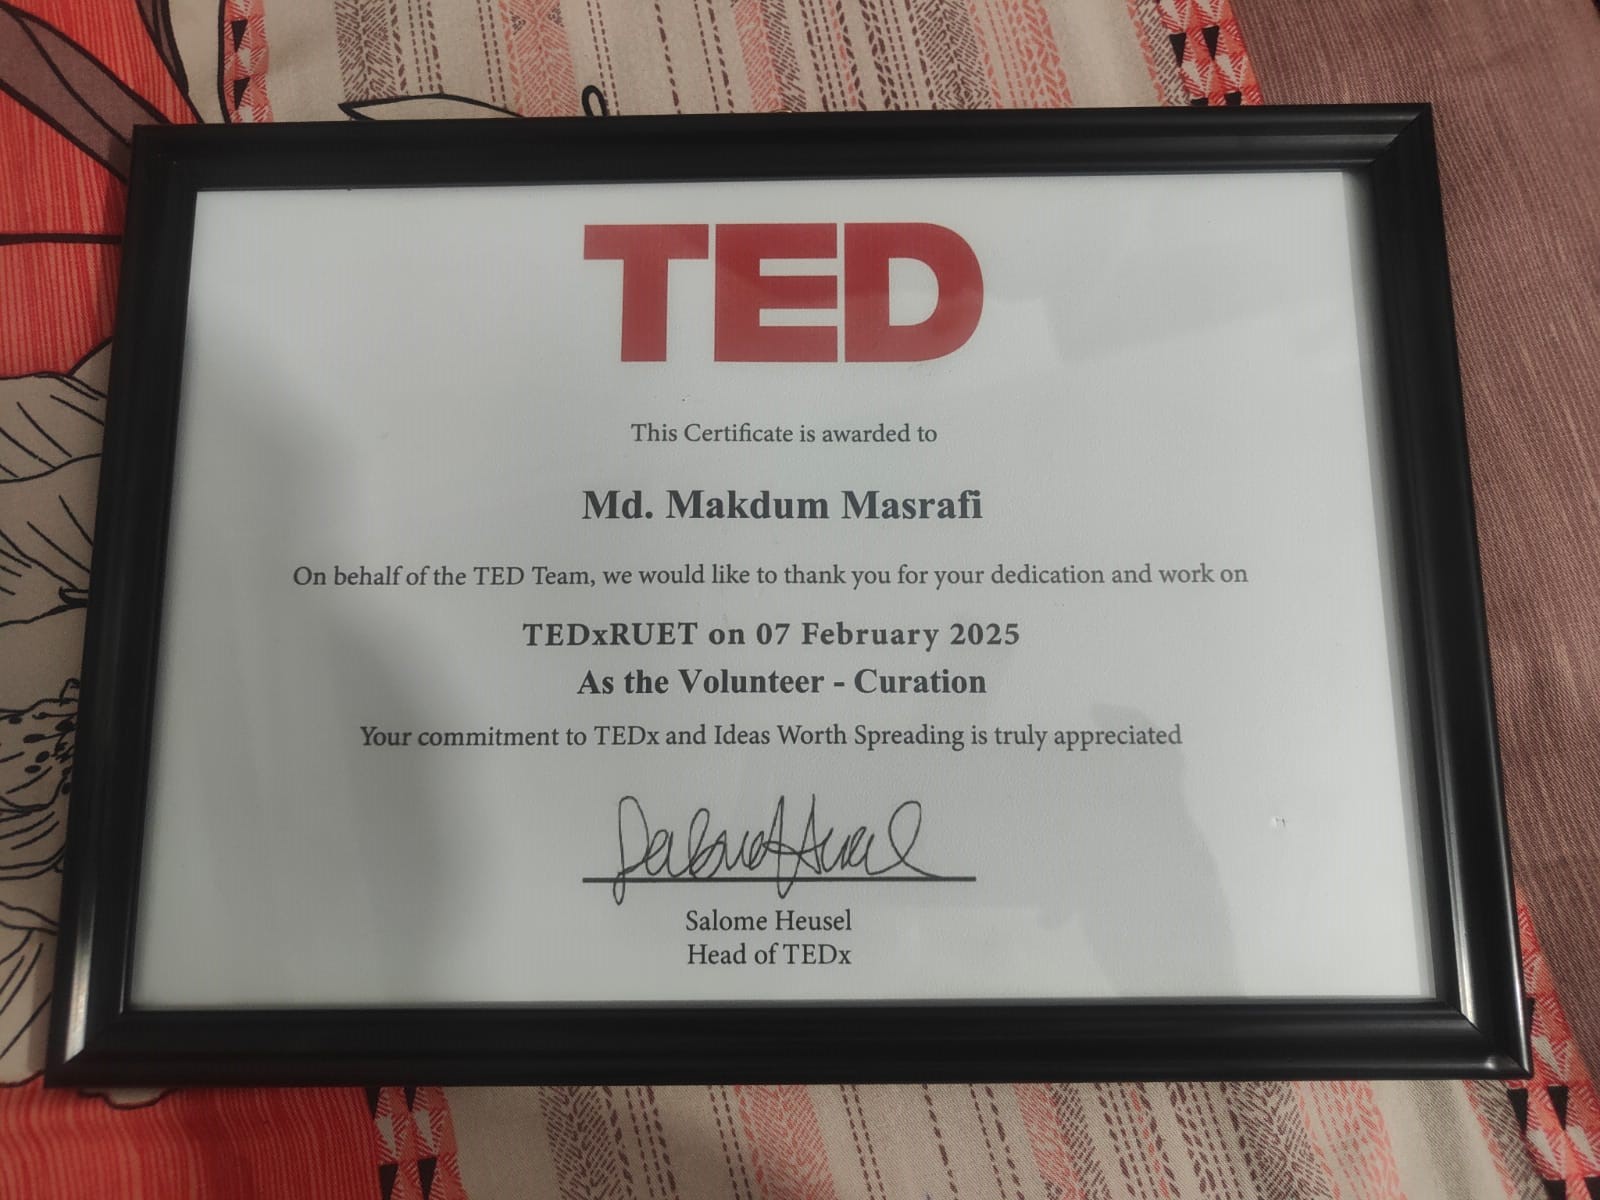 TED
This Certificate is awarded to
Md. Makdum Masrafi
On behalf of the TED Team, we would like to thank you for your dedication and work on
TEDxRUET on 07 February 2025
As the Volunteer - Curation
Your commitment to TEDx and Ideas Worth Spreading is truly appreciated
Salome Heusel
Salome Heusel
Head of TEDx